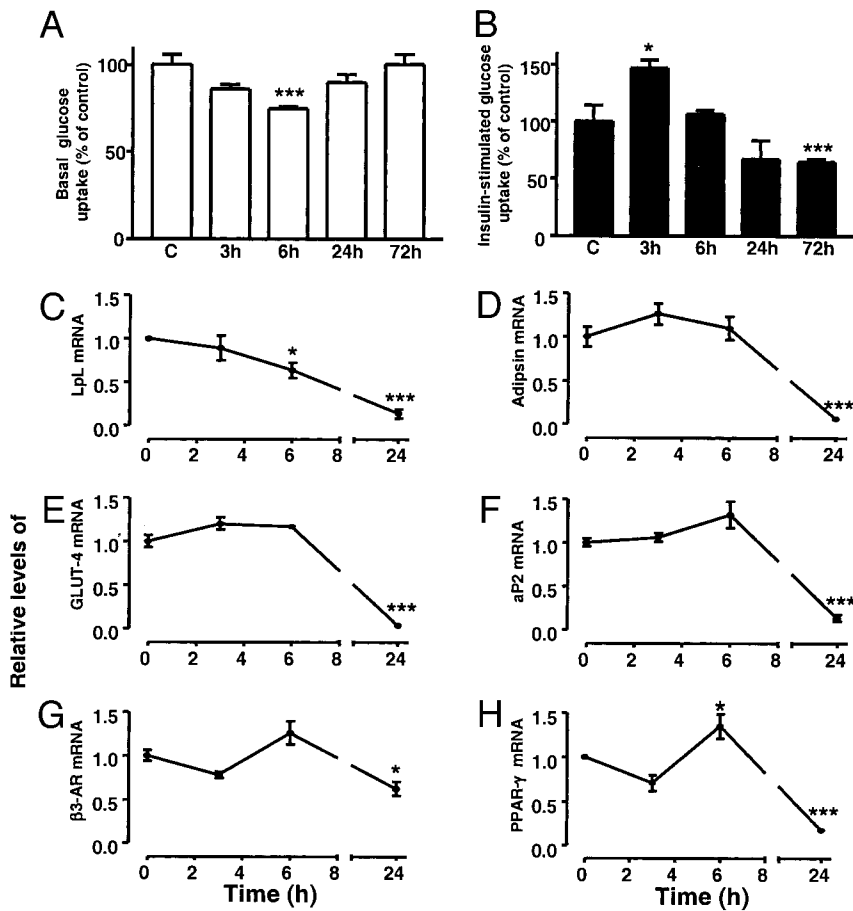 A
Basal glucose
uptake (% of control)
100
50
0
***
C 3h 6h 24h 72h
B
Insulin-stimulated glucose
uptake (% of control)
150
100
50
0
*
***
C 3h 6h 24h 72h
Relative levels of
C
LpL mRNA
1.5
1.0
0.5
0.0
*
***
0 2 4 6 8 24
D
Adipsin mRNA
1.5
1.0
0.5
0.0
***
0 2 4 6 8 24
E
GLUT-4 mRNA
1.5
1.0
0.5
0.0
***
0 2 4 6 8 24
F
aP2 mRNA
1.5
1.0
0.5
0.0
***
0 2 4 6 8 24
G
β3-AR mRNA
1.5
1.0
0.5
0.0
*
0 2 4 6 8 24
Time (h)
H
PPAR-γ mRNA
1.5
1.0
0.5
0.0
*
***
0 2 4 6 8 24
Time (h)